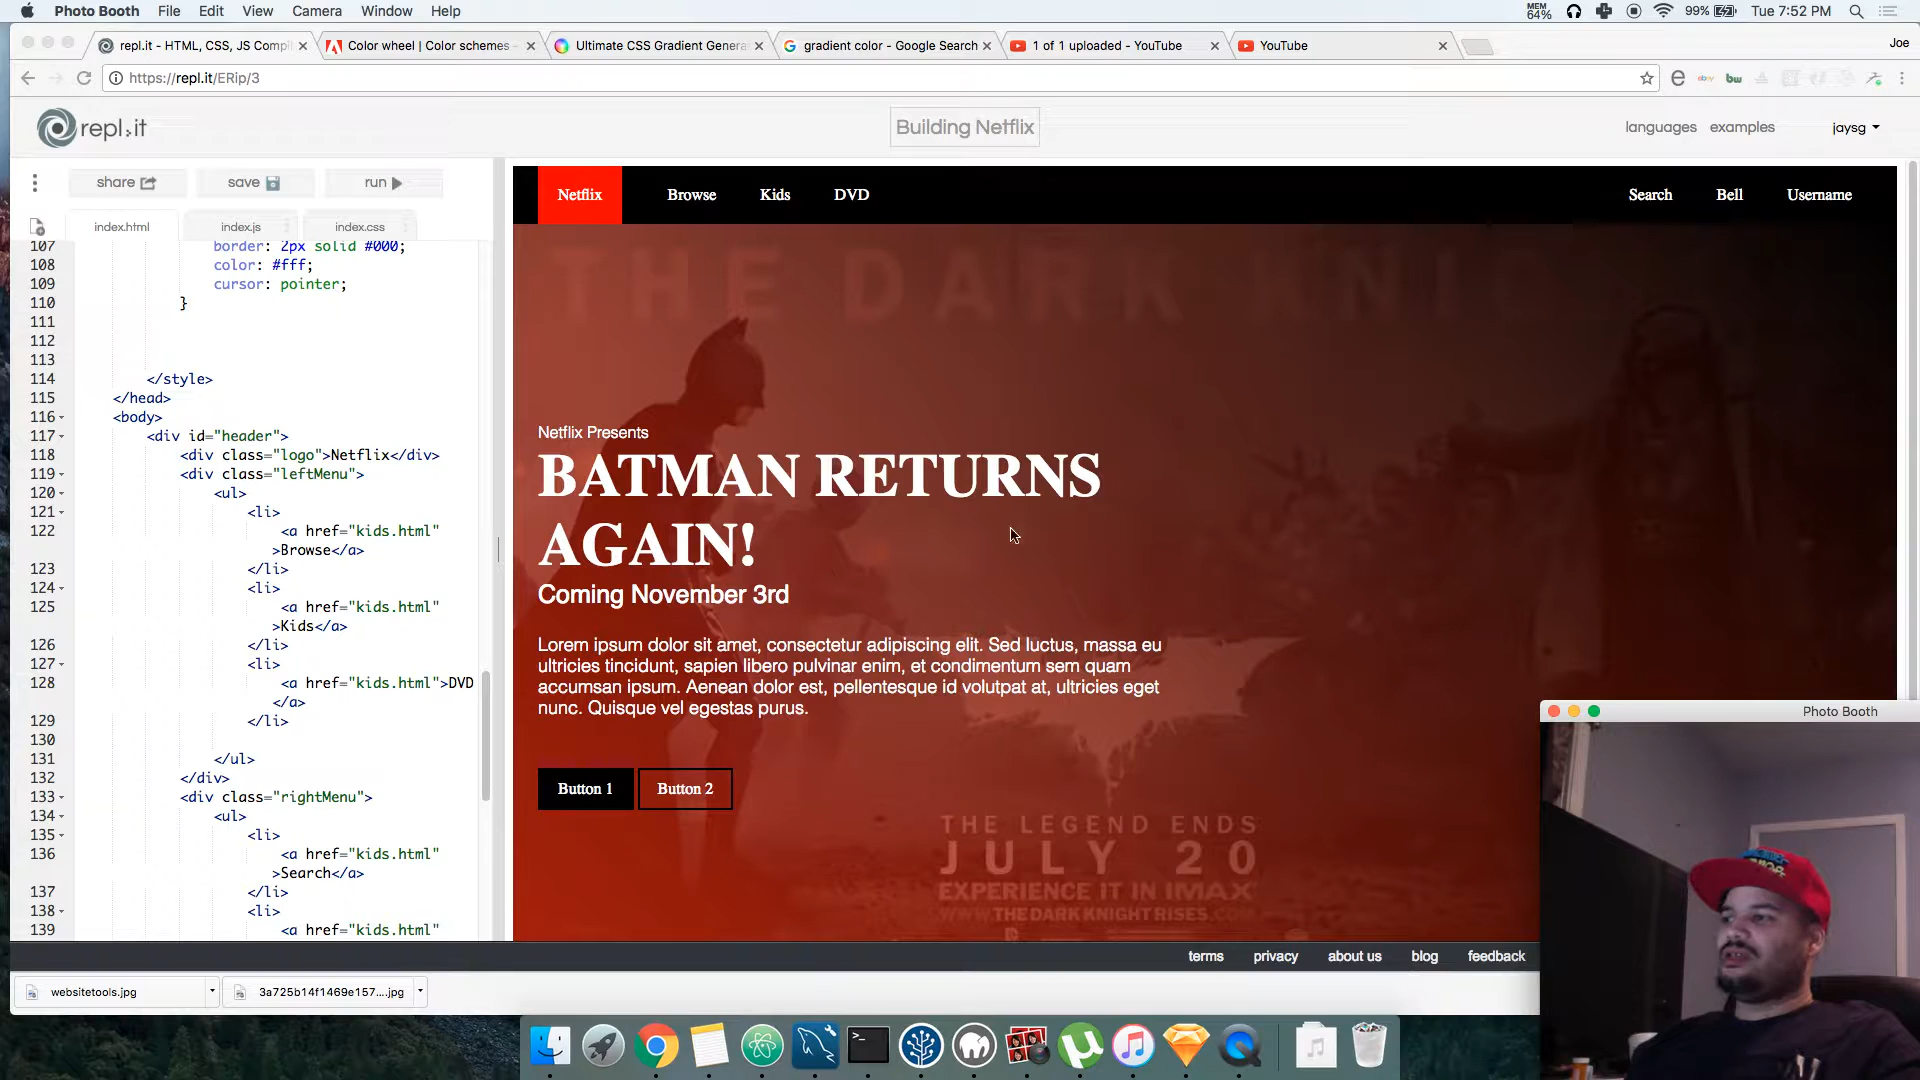 Photo Booth File Edit View Camera Window Help MEM 64% 99% Tue 7:52 PM
repl.it - HTML, CSS, JS Compil Color wheel | Color schemes - Ultimate CSS Gradient Genera gradient color - Google Search 1 of 1 uploaded - YouTube YouTube Joe
https://repl.it/ERip/3 e ebay bw
repl.it Building Netflix languages examples jaysg
share save run
index.html index.js index.css
107 border: 2px solid #000;
108 color: #fff;
109 cursor: pointer;
110 }
111
112
113
114 </style>
115 </head>
116 <body>
117 <div id="header">
118 <div class="logo">Netflix</div>
119 <div class="leftMenu">
120 <ul>
121 <li>
122 <a href="kids.html"
>Browse</a>
123 </li>
124 <li>
125 <a href="kids.html"
>Kids</a>
126 </li>
127 <li>
128 <a href="kids.html">DVD
</a>
129 </li>
130
131 </ul>
132 </div>
133 <div class="rightMenu">
134 <ul>
135 <li>
136 <a href="kids.html"
>Search</a>
137 </li>
138 <li>
139 <a href="kids.html"
Netflix Browse Kids DVD Search Bell Username
THE DARK KNIG
Netflix Presents
BATMAN RETURNS
AGAIN!
Coming November 3rd
Lorem ipsum dolor sit amet, consectetur adipiscing elit. Sed luctus, massa eu
ultricies tincidunt, sapien libero pulvinar enim, et condimentum sem quam
accumsan ipsum. Aenean dolor est, pellentesque id volutpat at, ultricies eget
nunc. Quisque vel egestas purus.
Button 1 Button 2
THE LEGEND ENDS
JULY 20
EXPERIENCE IT IN IMAX
WWW.THEDARKKNIGHTRISES.COM
Photo Booth
terms privacy about us blog feedback
websitetools.jpg 3a725b14f1469e157....jpg